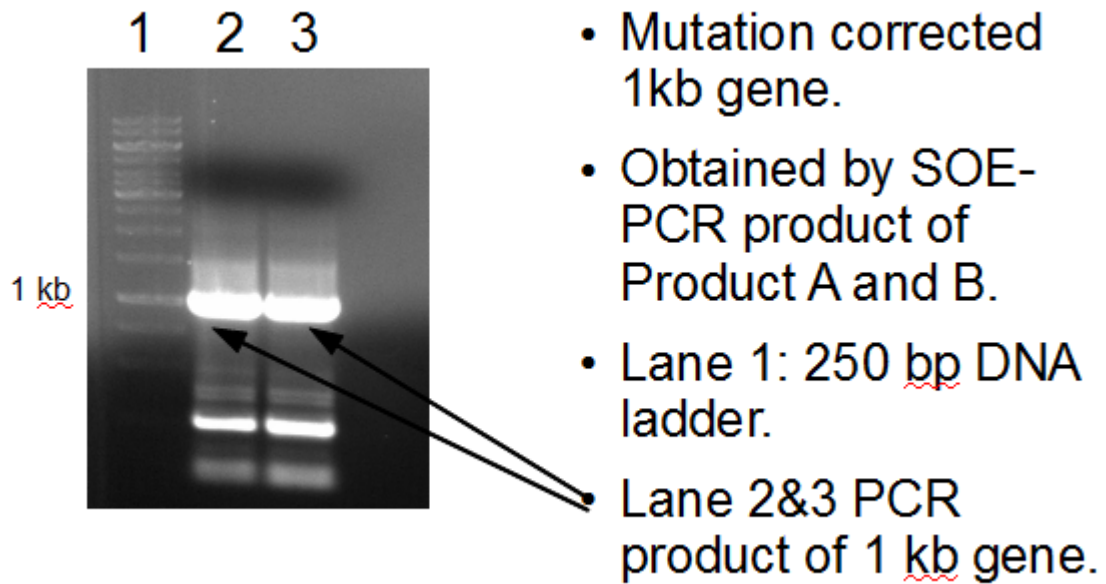 1 2 3
1 kb
• Mutation corrected
1kb gene.
• Obtained by SOE-
PCR product of
Product A and B.
• Lane 1: 250 bp DNA
ladder.
• Lane 2&3 PCR
product of 1 kb gene.